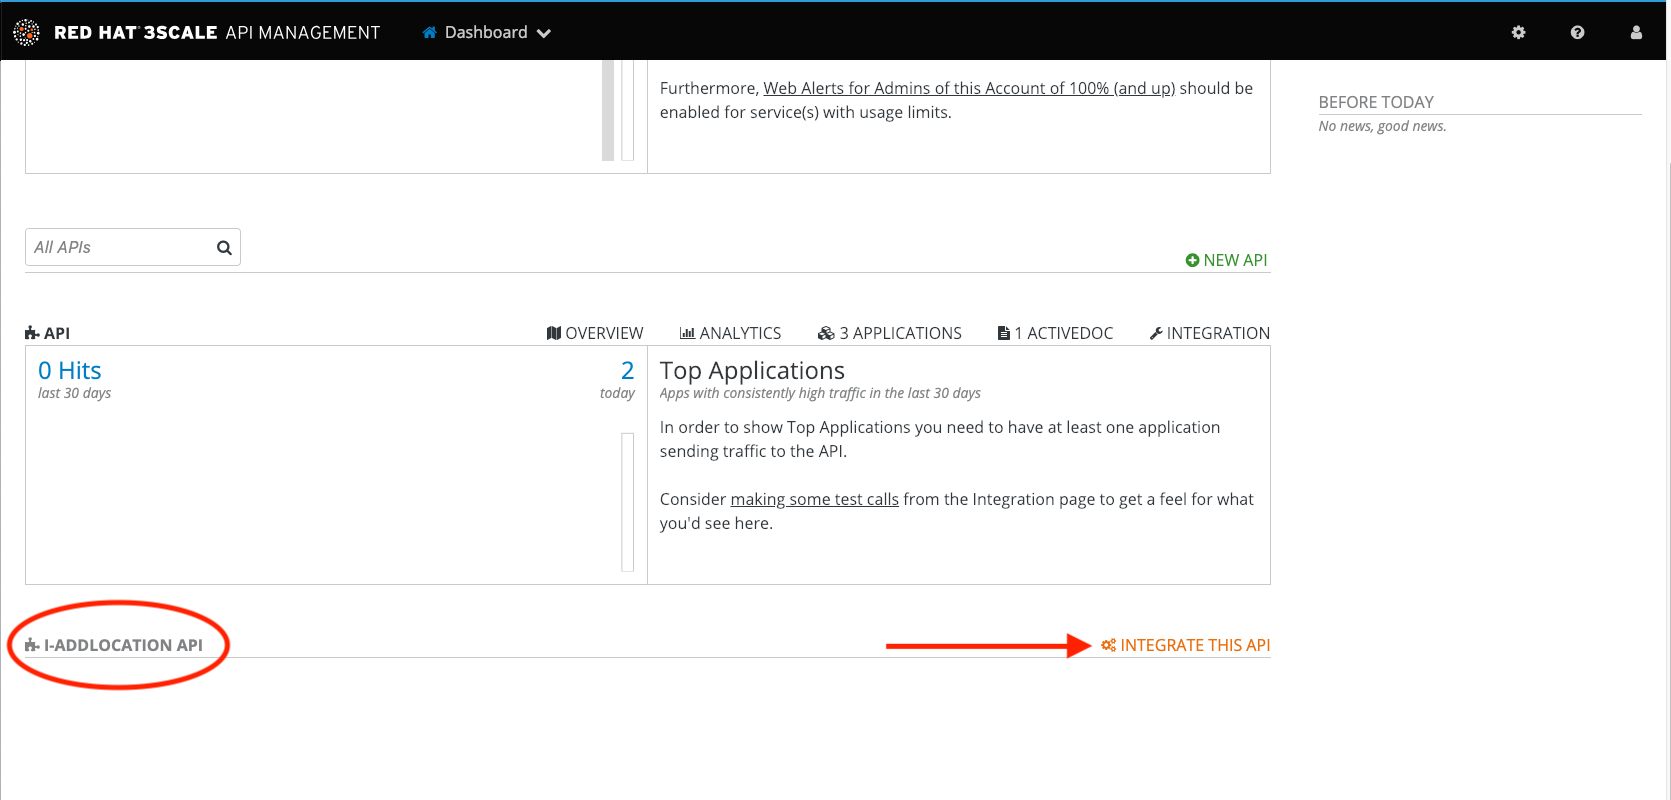 RED HAT 3SCALE API MANAGEMENT Dashboard
Furthermore, Web Alerts for Admins of this Account of 100% (and up) should be
enabled for service(s) with usage limits.
BEFORE TODAY
No news, good news.
All APIs
NEW API
API OVERVIEW ANALYTICS 3 APPLICATIONS 1 ACTIVEDOC INTEGRATION
0 Hits
last 30 days
2
today
Top Applications
Apps with consistently high traffic in the last 30 days
In order to show Top Applications you need to have at least one application
sending traffic to the API.
Consider making some test calls from the Integration page to get a feel for what
you'd see here.
I-ADDLOCATION API INTEGRATE THIS API